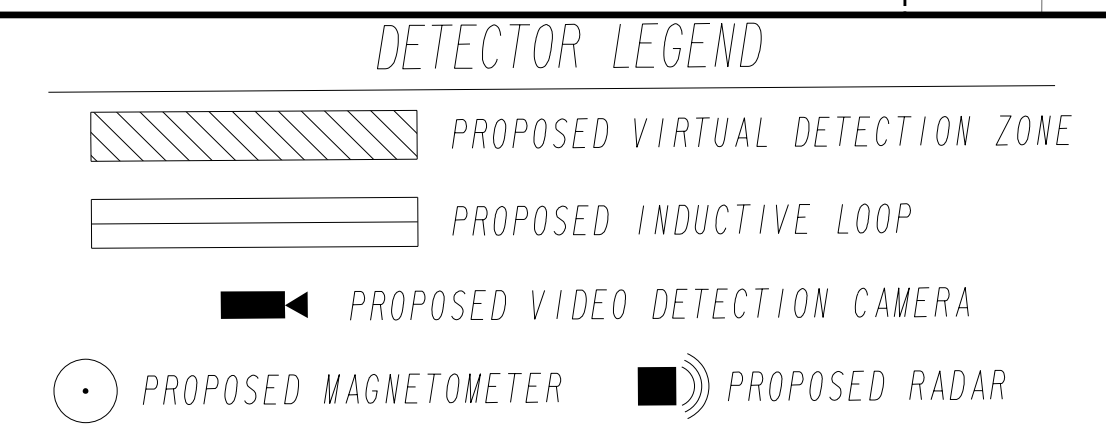 DETECTOR LEGEND
PROPOSED VIRTUAL DETECTION ZONE
PROPOSED INDUCTIVE LOOP
PROPOSED VIDEO DETECTION CAMERA
PROPOSED MAGNETOMETER PROPOSED RADAR